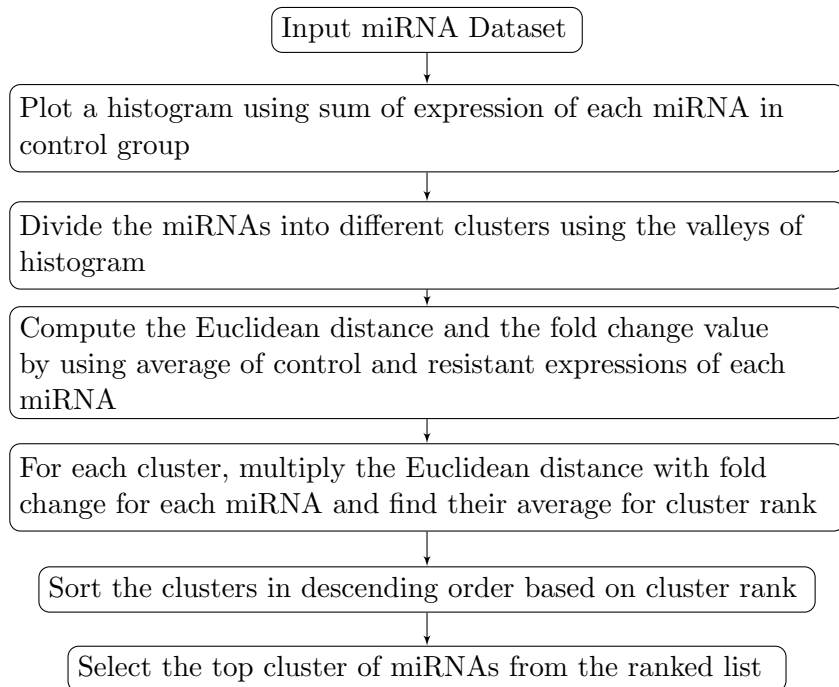 Input miRNA Dataset
Plot a histogram using sum of expression of each miRNA in
control group
Divide the miRNAs into different clusters using the valleys of
histogram
Compute the Euclidean distance and the fold change value
by using average of control and resistant expressions of each
miRNA
For each cluster, multiply the Euclidean distance with fold
change for each miRNA and find their average for cluster rank
Sort the clusters in descending order based on cluster rank
Select the top cluster of miRNAs from the ranked list